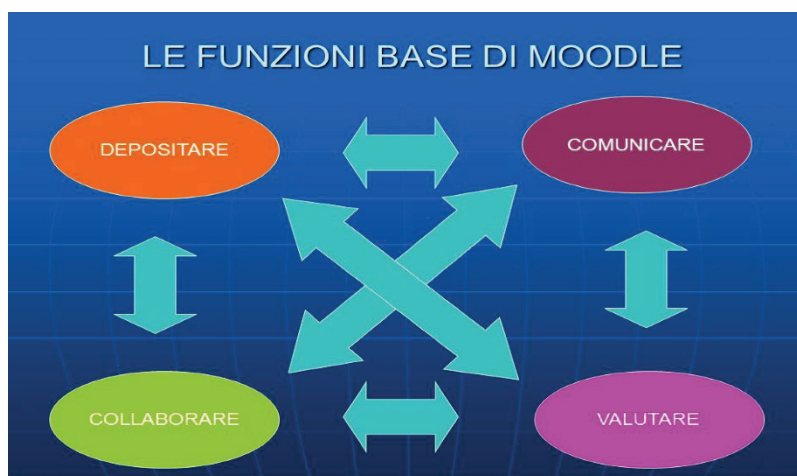 LE FUNZIONI BASE DI MOODLE
DEPOSITARE
COMUNICARE
COLLABORARE
VALUTARE